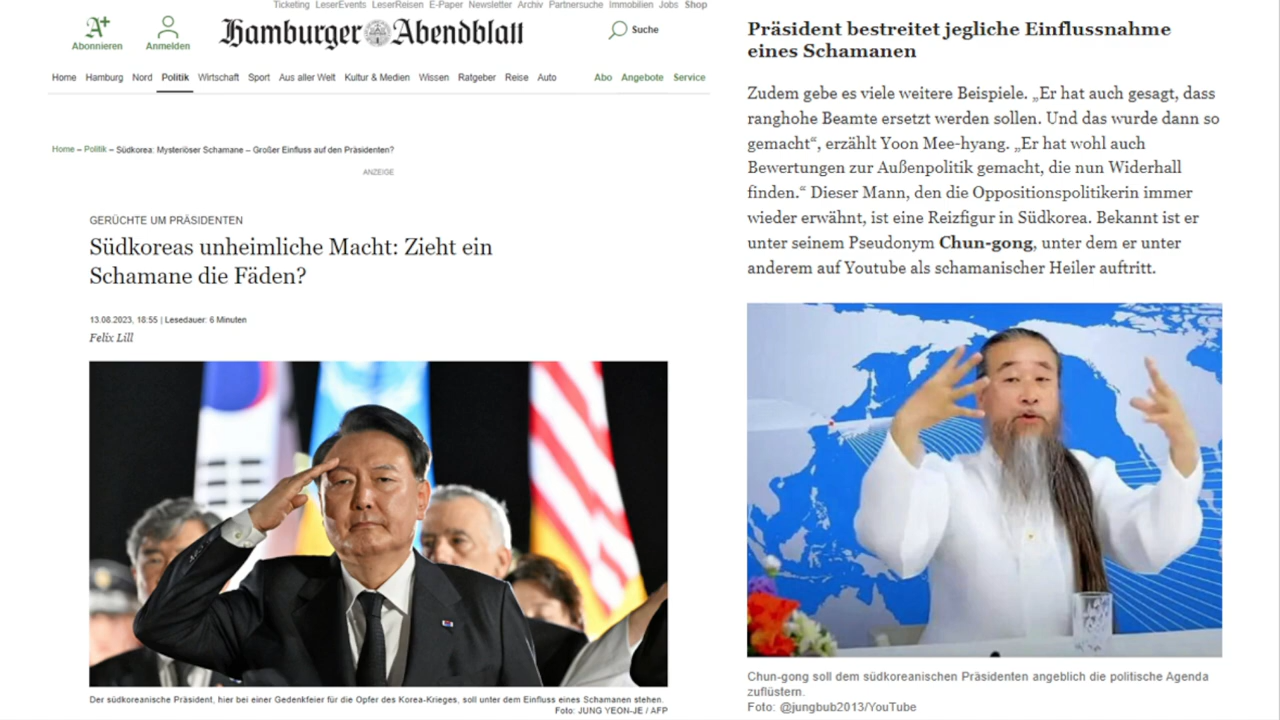 Ticketing LeserEvents LeserReisen E-Paper Newsletter Archiv Partnersuche Immobilien Jobs Shop
A+
Abonnieren
Anmelden
Hamburger Abendblatt
Suche
Home Hamburg Nord Politik Wirtschaft Sport Aus aller Welt Kultur & Medien Wissen Ratgeber Reise Auto Abo Angebote Service
Home – Politik – Südkorea: Mysteriöser Schamane – Großer Einfluss auf den Präsidenten?
ANZEIGE
GERÜCHTE UM PRÄSIDENTEN
Südkoreas unheimliche Macht: Zieht ein
Schamane die Fäden?
13.08.2023, 18:55 | Lesedauer: 6 Minuten
Felix Lill
Der südkoreanische Präsident, hier bei einer Gedenkfeier für die Opfer des Korea-Krieges, soll unter dem Einfluss eines Schamanen stehen.
Foto: JUNG YEON-JE / AFP
Präsident bestreitet jegliche Einflussnahme
eines Schamanen
Zudem gebe es viele weitere Beispiele. „Er hat auch gesagt, dass
ranghohe Beamte ersetzt werden sollen. Und das wurde dann so
gemacht“, erzählt Yoon Mee-hyang. „Er hat wohl auch
Bewertungen zur Außenpolitik gemacht, die nun Widerhall
finden.“ Dieser Mann, den die Oppositionspolitikerin immer
wieder erwähnt, ist eine Reizfigur in Südkorea. Bekannt ist er
unter seinem Pseudonym Chun-gong, unter dem er unter
anderem auf Youtube als schamanischer Heiler auftritt.
Chun-gong soll dem südkoreanischen Präsidenten angeblich die politische Agenda
zuflüstern.
Foto: @jungbub2013/YouTube